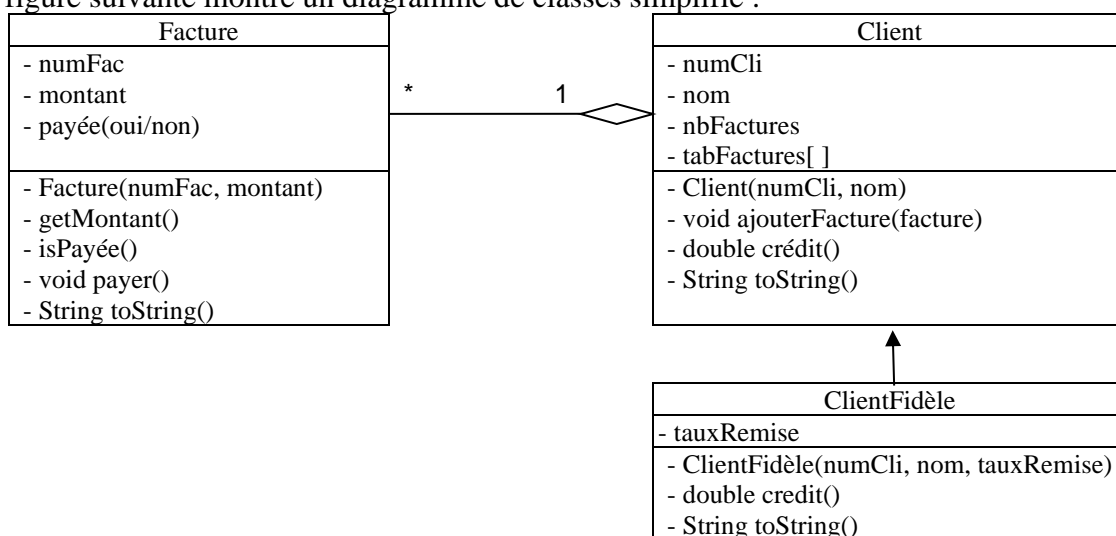 figure suivante montre un diagramme de classes simplifié :
Facture
- numFac
- montant
- payée(oui/non)
- Facture(numFac, montant)
- getMontant()
- isPayée()
- void payer()
- String toString()
*
1
Client
- numCli
- nom
- nbFactures
- tabFactures[ ]
- Client(numCli, nom)
- void ajouterFacture(facture)
- double crédit()
- String toString()
ClientFidèle
- tauxRemise
- ClientFidèle(numCli, nom, tauxRemise)
- double credit()
- String toString()